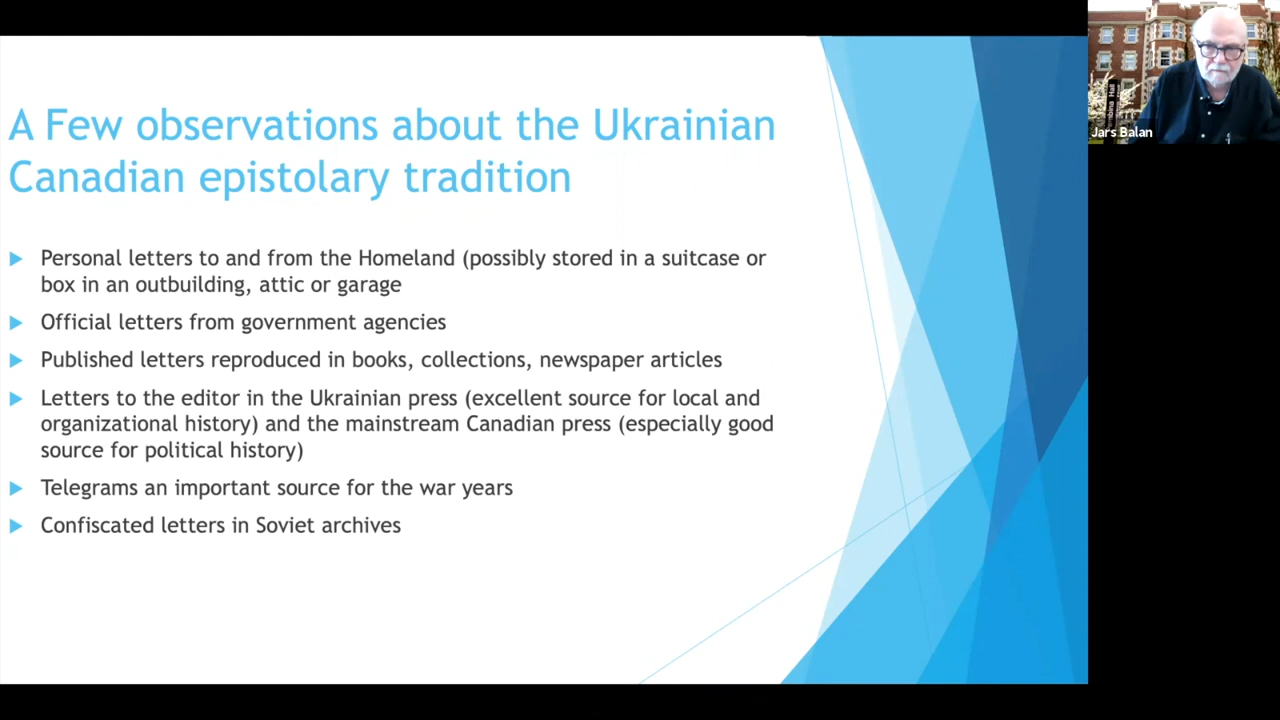 A Few observations about the Ukrainian
Canadian epistolary tradition
Personal letters to and from the Homeland (possibly stored in a suitcase or
box in an outbuilding, attic or garage
Official letters from government agencies
Published letters reproduced in books, collections, newspaper articles
Letters to the editor in the Ukrainian press (excellent source for local and
organizational history) and the mainstream Canadian press (especially good
source for political history)
Telegrams an important source for the war years
Confiscated letters in Soviet archives
Jars Balan
Hall